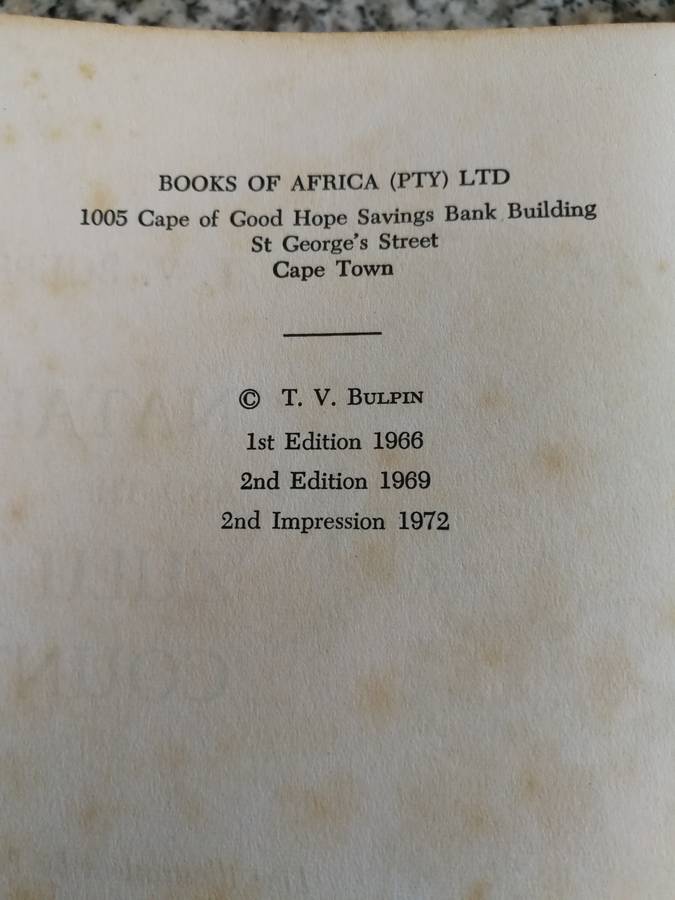 BOOKS OF AFRICA (PTY) LTD
1005 Cape of Good Hope Savings Bank Building
St George's Street
Cape Town
© T. V. BULPIN
1st Edition 1966
2nd Edition 1969
2nd Impression 1972